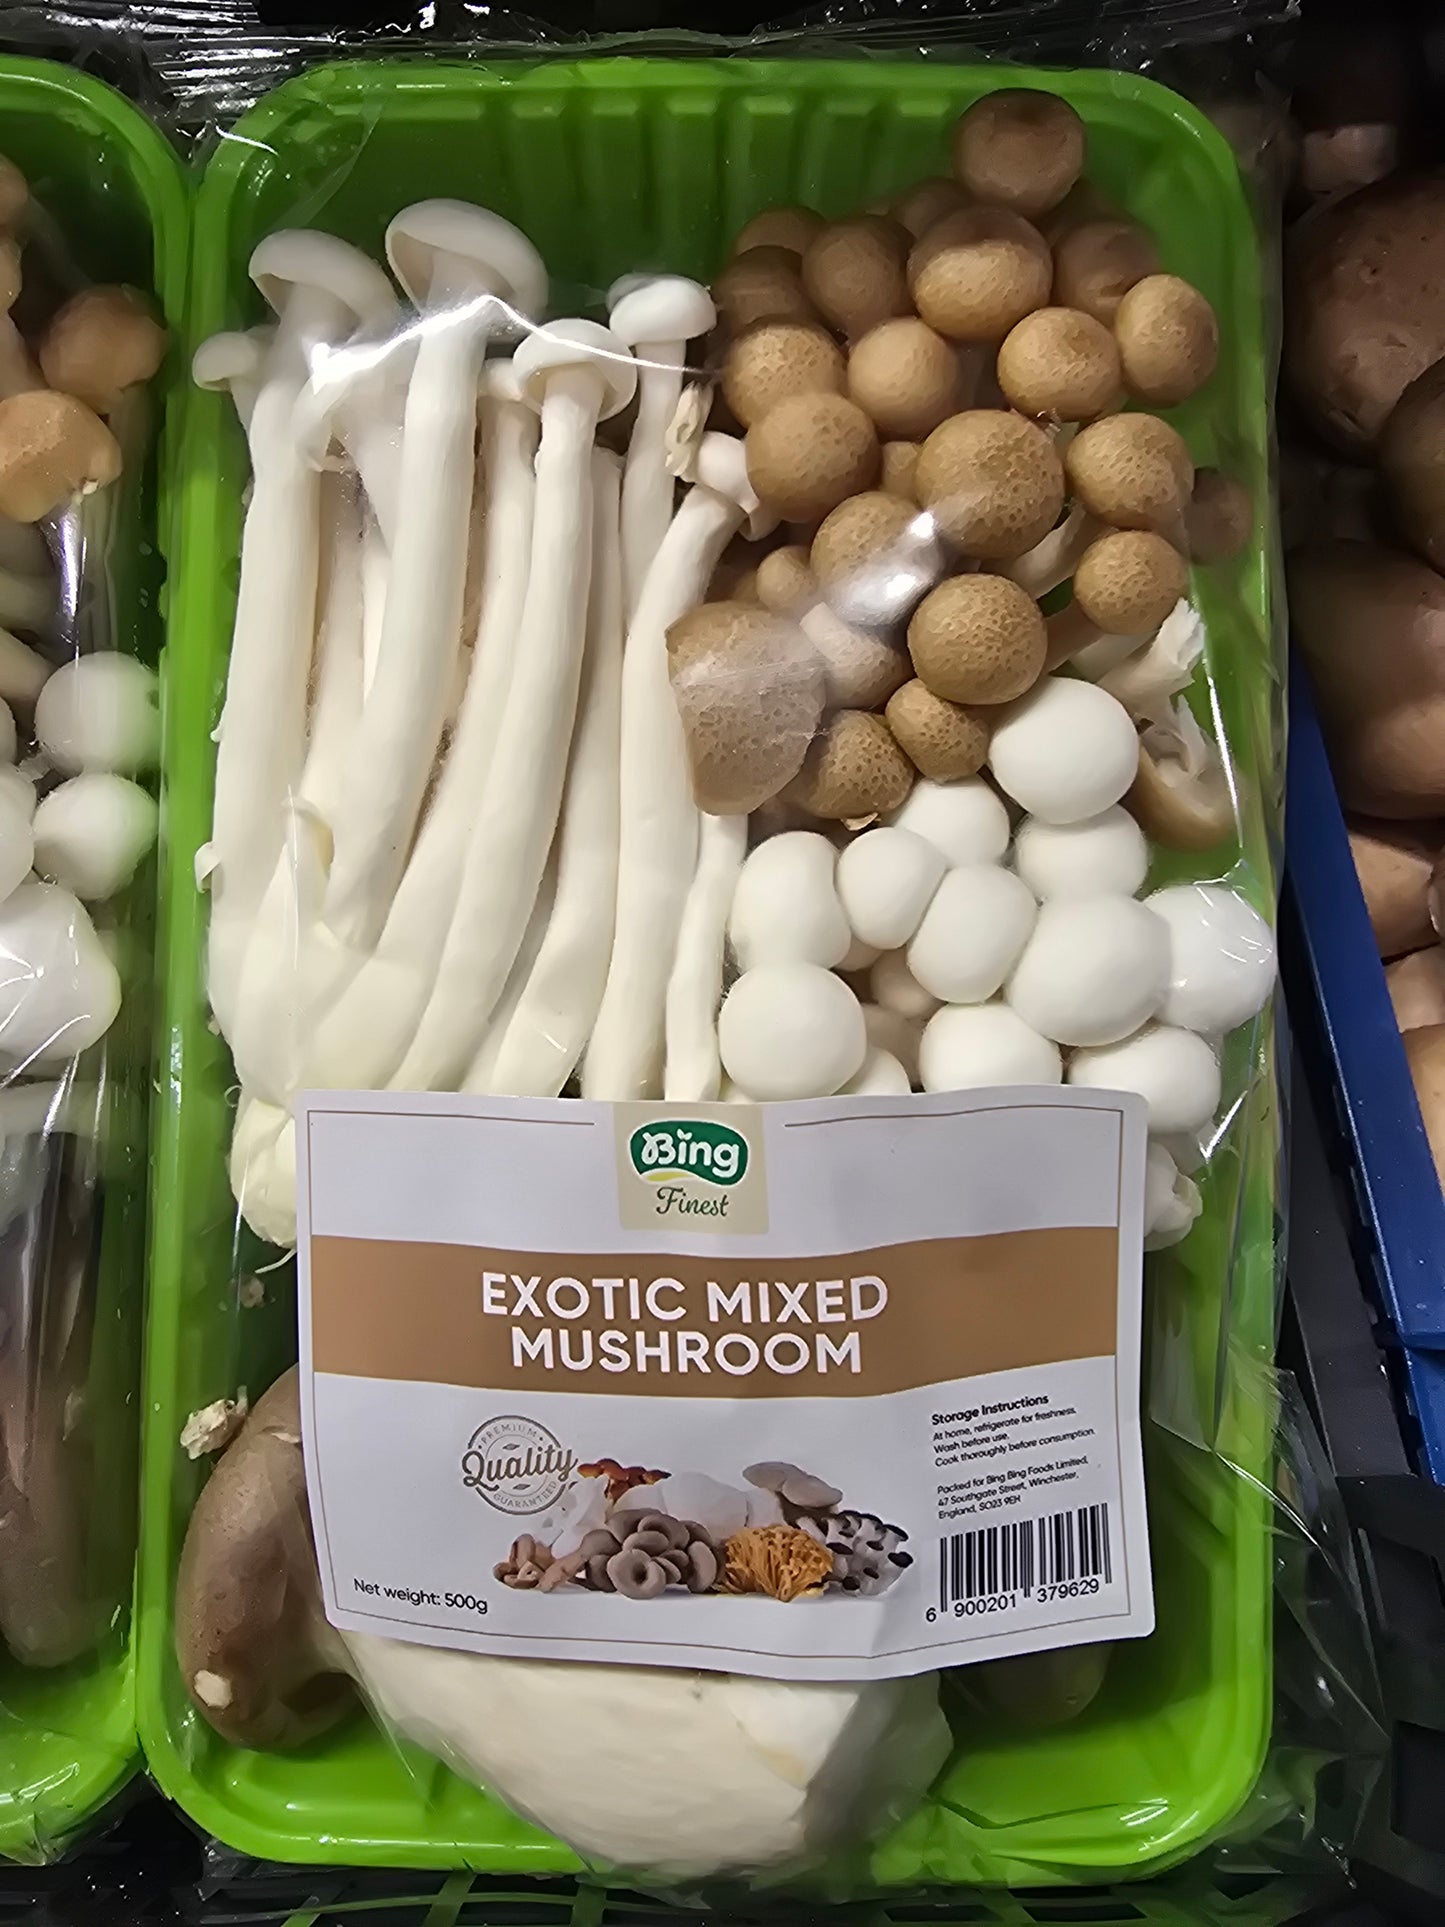 Bing
Finest
EXOTIC MIXED
MUSHROOM
PREMIUM
Quality
GUARANTEED
Storage Instructions
At home, refrigerate for freshness.
Wash before use.
Cook thoroughly before consumption.
Packed for Bing Bing Foods Limited,
47 Southgate Street, Winchester,
England, SO23 9EH
Net weight: 500g
6 900201 379629